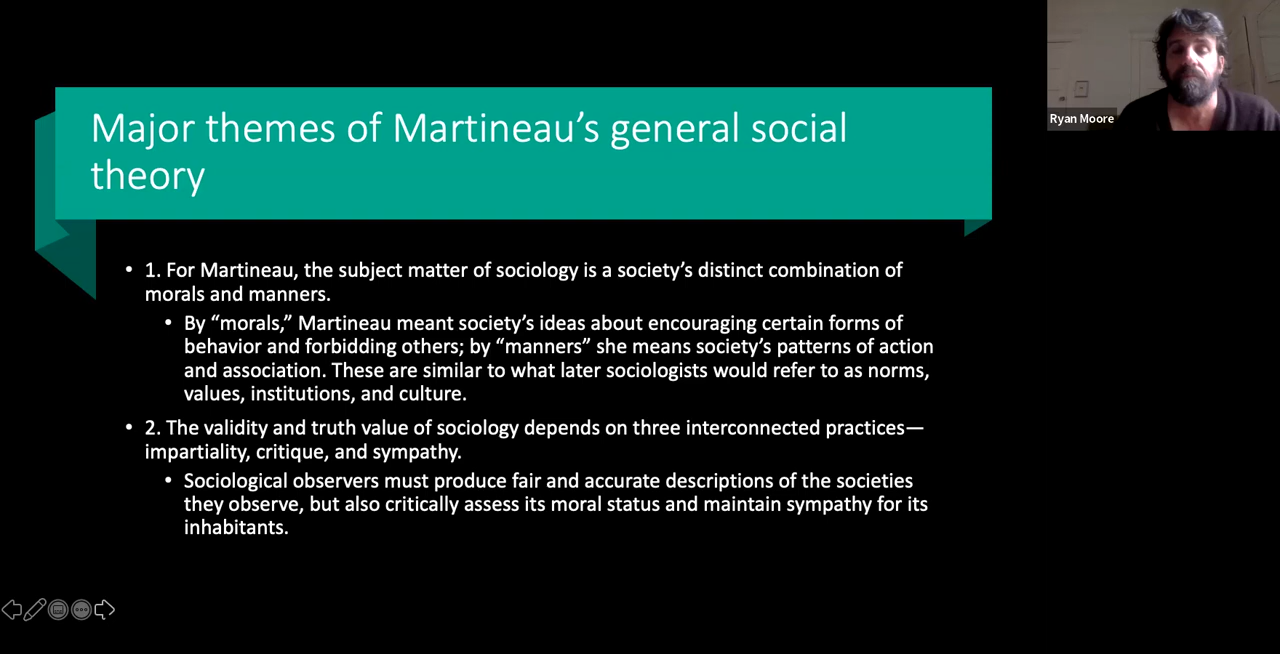 Major themes of Martineau’s general social
theory
• 1. For Martineau, the subject matter of sociology is a society’s distinct combination of
morals and manners.
• By “morals,” Martineau meant society’s ideas about encouraging certain forms of
behavior and forbidding others; by “manners” she means society’s patterns of action
and association. These are similar to what later sociologists would refer to as norms,
values, institutions, and culture.
• 2. The validity and truth value of sociology depends on three interconnected practices—
impartiality, critique, and sympathy.
• Sociological observers must produce fair and accurate descriptions of the societies
they observe, but also critically assess its moral status and maintain sympathy for its
inhabitants.
Ryan Moore